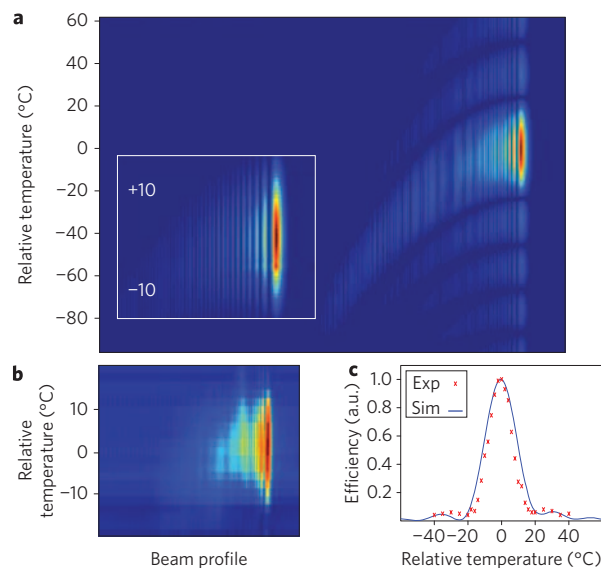 a
Relative temperature (°C)
60
40
20
0
−20
−40
−60
−80
+10
−10
b
Relative
temperature (°C)
10
0
−10
Beam profile
c
Efficiency (a.u.)
1.0
0.8
0.6
0.4
0.2
Exp
Sim
−40 −20 0 20 40
Relative temperature (°C)